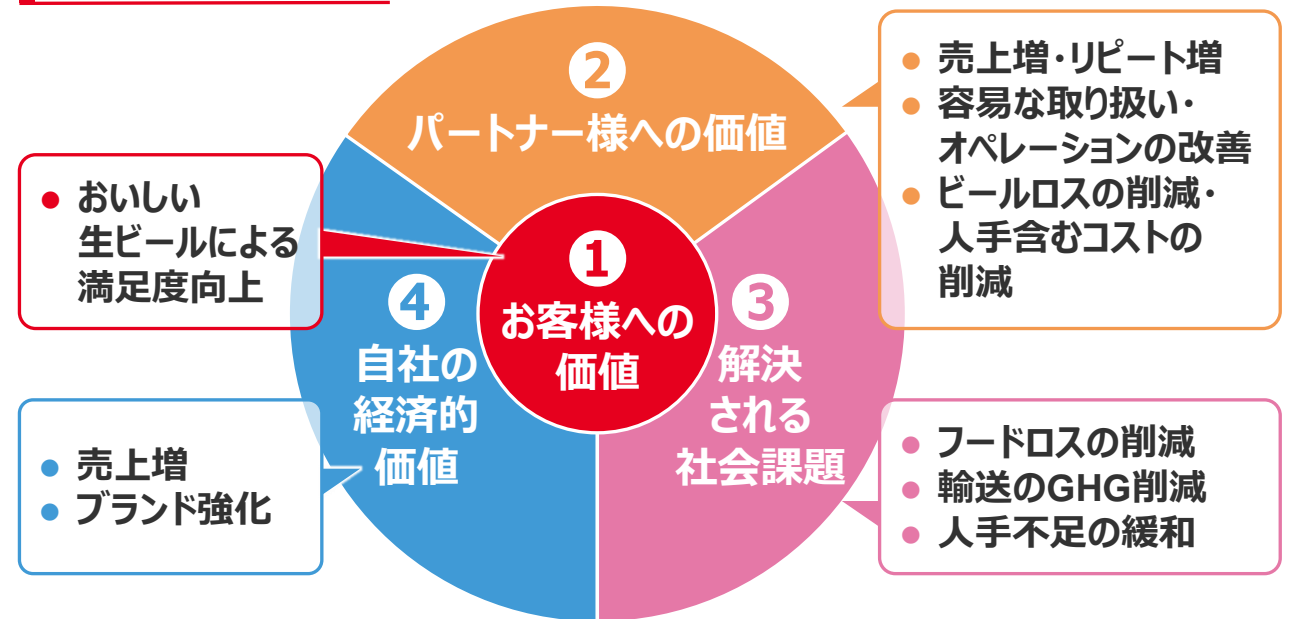 ❷
パートナー様への価値
● 売上増・リピート増
● 容易な取り扱い・
オペレーションの改善
● ビールロスの削減・
人手含むコストの
削減
● おいしい
生ビールによる
満足度向上
❶
お客様への
価値
❸
解決
される
社会課題
● フードロスの削減
● 輸送のGHG削減
● 人手不足の緩和
❹
自社の
経済的
価値
● 売上増
● ブランド強化